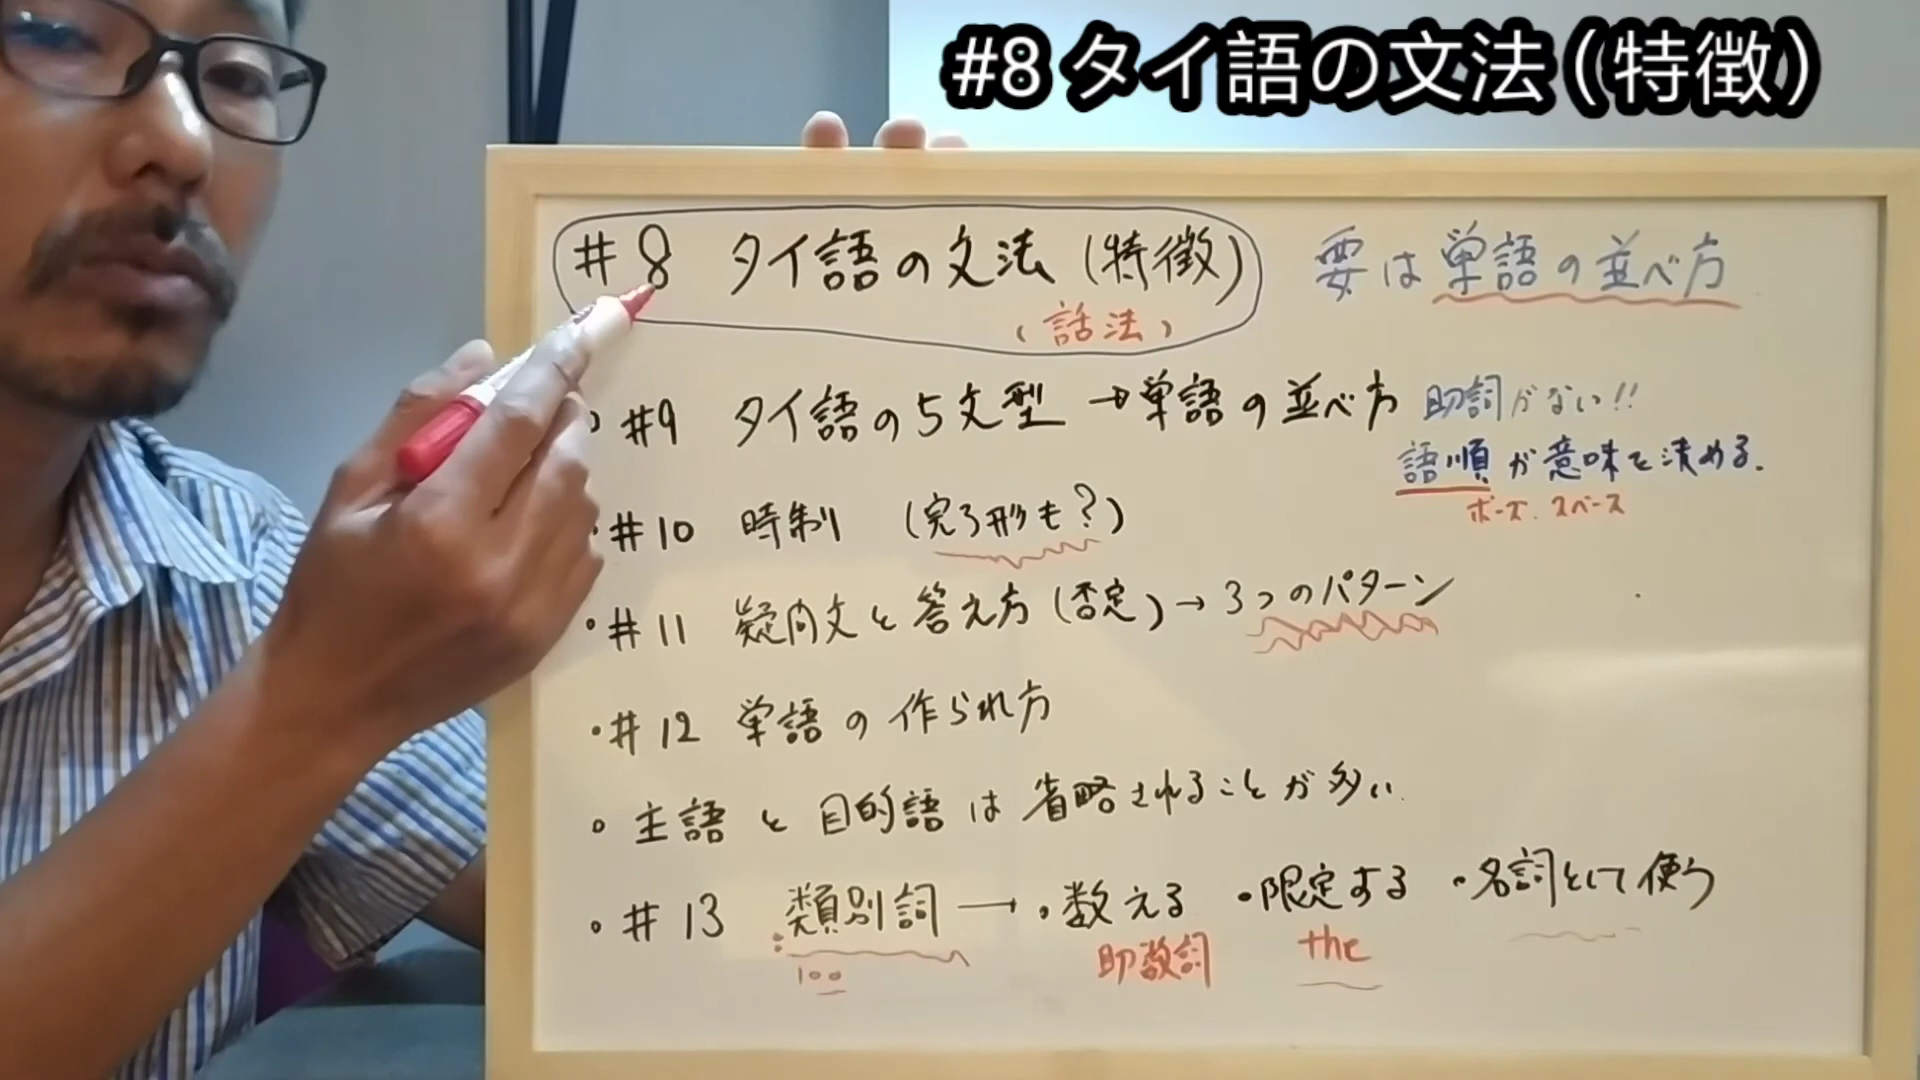 #8 タイ語の文法（特徴）
#8 タイ語の文法（特徴） 要は単語の並べ方
（話法）
#9 タイ語の5文型→単語の並べ方 助詞がない!!
語順が意味を決める.
ポーズ.スペース
・#10 時制 （完了形も?）
・#11 疑問文と答え方（否定）→3つのパターン
・#12 単語の作られ方
・主語と目的語は省略されることが多い.
・#13 類別詞→・数える ・限定する ・名詞として使う
100 助数詞 the